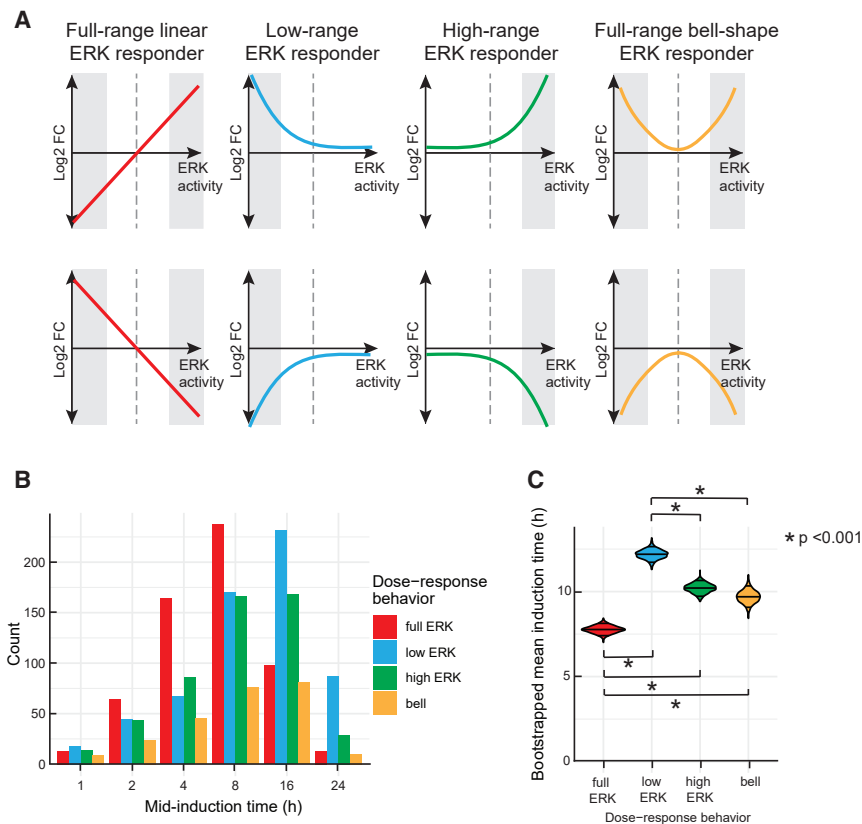 A
Full-range linear
ERK responder
Low-range
ERK responder
High-range
ERK responder
Full-range bell-shape
ERK responder
Log2 FC
ERK
activity
Log2 FC
ERK
activity
Log2 FC
ERK
activity
Log2 FC
ERK
activity
Log2 FC
ERK
activity
Log2 FC
ERK
activity
Log2 FC
ERK
activity
Log2 FC
ERK
activity
B
Count
200
150
100
50
0
1 2 4 8 16 24
Mid-induction time (h)
Dose−response
behavior
full ERK
low ERK
high ERK
bell
C
Bootstrapped mean induction time (h)
10
5
0
* *
* * *
full
ERK
low
ERK
high
ERK
bell
Dose−response behavior
* p <0.001